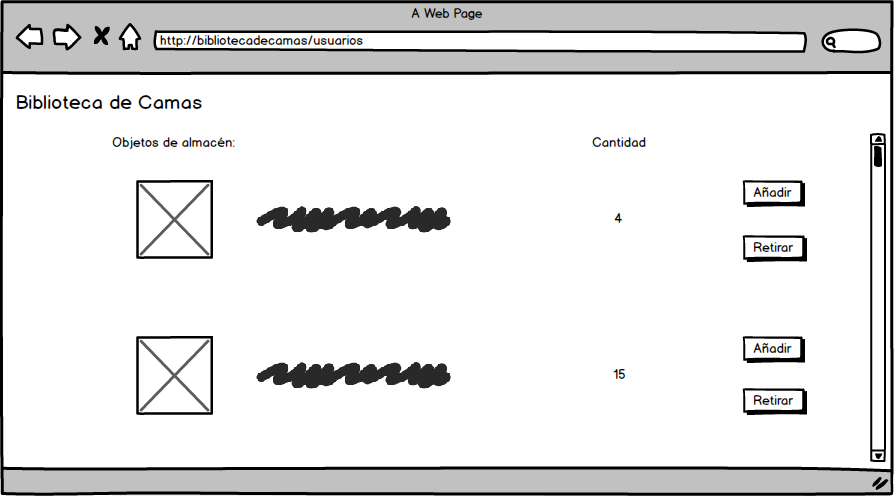 A Web Page
http://bibliotecadecamas/usuarios
Biblioteca de Camas
Objetos de almacén:
Cantidad
4
Añadir
Retirar
15
Añadir
Retirar